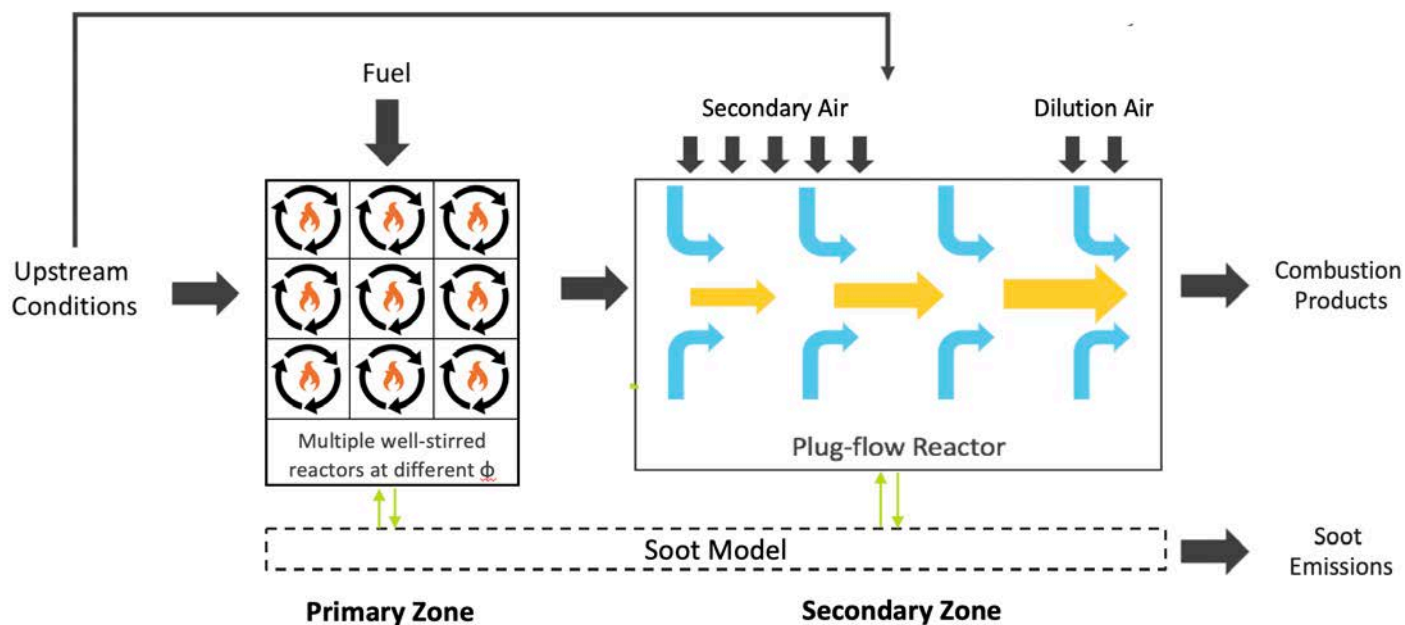 Fuel
Secondary Air
Dilution Air
Upstream
Conditions
Combustion
Products
Multiple well-stirred
reactors at different ϕ
Plug-flow Reactor
Soot Model
Soot
Emissions
Primary Zone
Secondary Zone